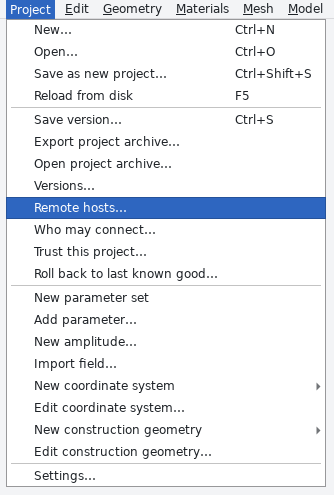 Project Edit Geometry Materials Mesh Model
New... Ctrl+N
Open... Ctrl+O
Save as new project... Ctrl+Shift+S
Reload from disk F5
Save version... Ctrl+S
Export project archive...
Open project archive...
Versions...
Remote hosts...
Who may connect...
Trust this project...
Roll back to last known good...
New parameter set
Add parameter...
New amplitude...
Import field...
New coordinate system
Edit coordinate system...
New construction geometry
Edit construction geometry...
Settings...